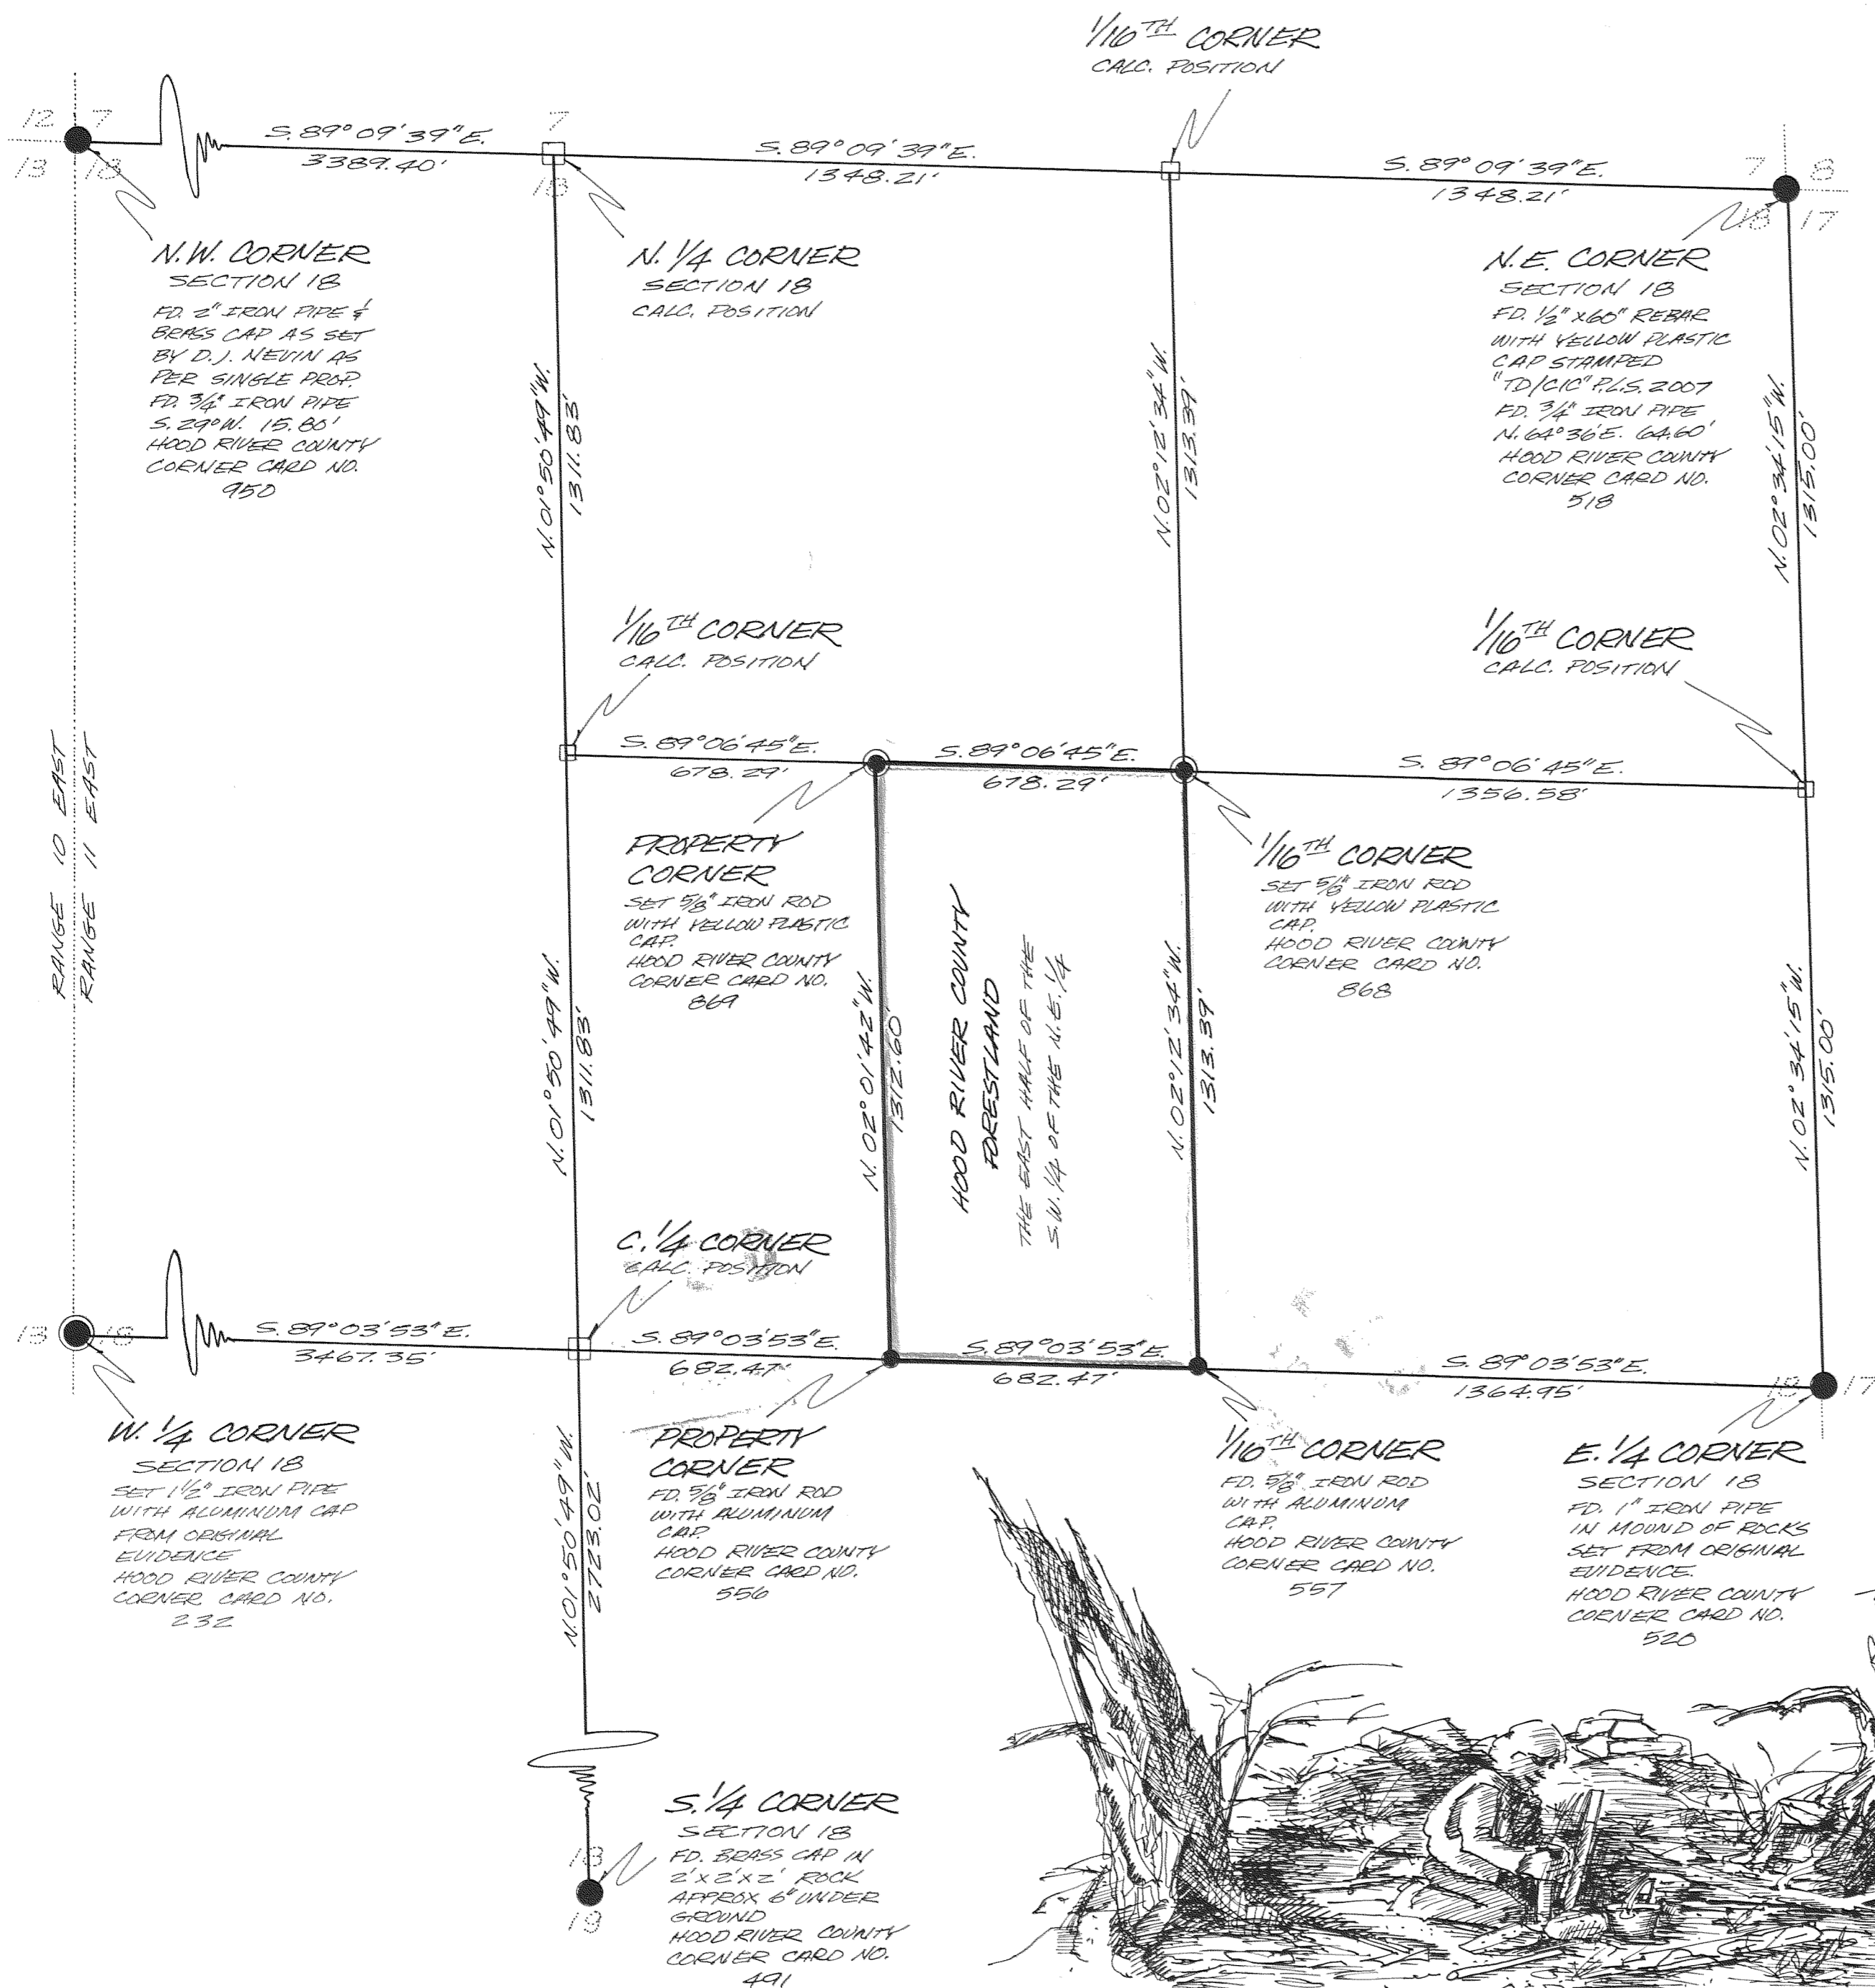 1/16TH CORNER
CALC. POSITION
12 7
13 18
S. 89° 09' 39" E.
3389.40'
7
18
S. 89° 09' 39" E.
1348.21'
S. 89° 09' 39" E.
1348.21'
7 8
18 17
N.W. CORNER
SECTION 18
FD. 2" IRON PIPE &
BRASS CAP AS SET
BY D.J. NEVIN AS
PER SINGLE PROP.
FD. 3/4" IRON PIPE
S. 29° W. 15.80'
HOOD RIVER COUNTY
CORNER CARD NO.
950
N. 1/4 CORNER
SECTION 18
CALC. POSITION
N.E. CORNER
SECTION 18
FD. 1/2" x 60" REBAR
WITH YELLOW PLASTIC
CAP STAMPED
"TD/CIC" P.L.S. 2007
FD. 3/4" IRON PIPE
N. 64° 36' E. 64.60'
HOOD RIVER COUNTY
CORNER CARD NO.
518
N. 01° 50' 49" W.
1311.83'
N. 02° 12' 34" W.
1313.39'
N. 02° 34' 15" W.
1315.00'
1/16TH CORNER
CALC. POSITION
1/16TH CORNER
CALC. POSITION
S. 89° 06' 45" E.
678.29'
S. 89° 06' 45" E.
678.29'
S. 89° 06' 45" E.
1356.58'
RANGE 10 EAST
RANGE 11 EAST
PROPERTY
CORNER
SET 5/8" IRON ROD
WITH YELLOW PLASTIC
CAP.
HOOD RIVER COUNTY
CORNER CARD NO.
869
1/16TH CORNER
SET 5/8" IRON ROD
WITH YELLOW PLASTIC
CAP.
HOOD RIVER COUNTY
CORNER CARD NO.
868
N. 01° 50' 49" W.
1311.83'
N. 02° 01' 42" W.
1312.60'
HOOD RIVER COUNTY
FORESTLAND
THE EAST HALF OF THE
S.W. 1/4 OF THE N.E. 1/4
N. 02° 12' 34" W.
1313.39'
N. 02° 34' 15" W.
1315.00'
C. 1/4 CORNER
CALC. POSITION
13 18
S. 89° 03' 53" E.
3467.35'
S. 89° 03' 53" E.
682.47'
S. 89° 03' 53" E.
682.47'
S. 89° 03' 53" E.
1364.95'
18 17
W. 1/4 CORNER
SECTION 18
SET 1 1/2" IRON PIPE
WITH ALUMINUM CAP
FROM ORIGINAL
EVIDENCE
HOOD RIVER COUNTY
CORNER CARD NO.
232
N. 01° 50' 49" W.
2723.02'
PROPERTY
CORNER
FD. 5/8" IRON ROD
WITH ALUMINUM
CAP.
HOOD RIVER COUNTY
CORNER CARD NO.
556
1/16TH CORNER
FD. 5/8" IRON ROD
WITH ALUMINUM
CAP.
HOOD RIVER COUNTY
CORNER CARD NO.
557
E. 1/4 CORNER
SECTION 18
FD. 1" IRON PIPE
IN MOUND OF ROCKS
SET FROM ORIGINAL
EVIDENCE.
HOOD RIVER COUNTY
CORNER CARD NO.
520
S. 1/4 CORNER
SECTION 18
FD. BRASS CAP IN
2' x 2' x 2' ROCK
APPROX 6" UNDER
GROUND
HOOD RIVER COUNTY
CORNER CARD NO.
491
18
19